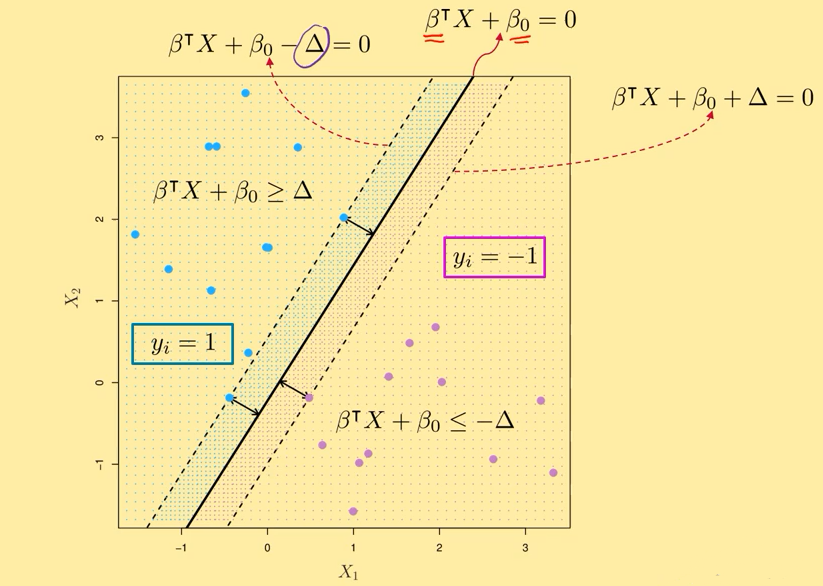 βᵀX + β₀ = 0
βᵀX + β₀ − Δ = 0
βᵀX + β₀ + Δ = 0
βᵀX + β₀ ≥ Δ
yᵢ = −1
yᵢ = 1
βᵀX + β₀ ≤ −Δ
X₂
3
2
1
0
−1
−1 0 1 2 3
X₁